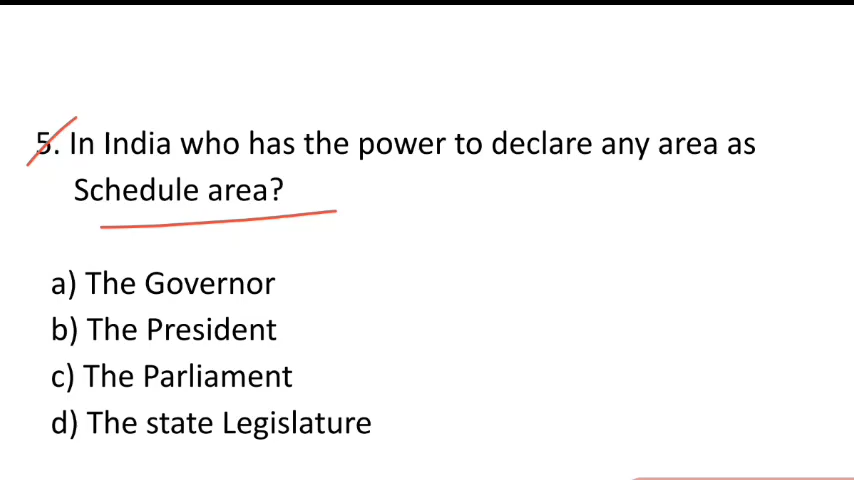 5. In India who has the power to declare any area as
Schedule area?
a) The Governor
b) The President
c) The Parliament
d) The state Legislature